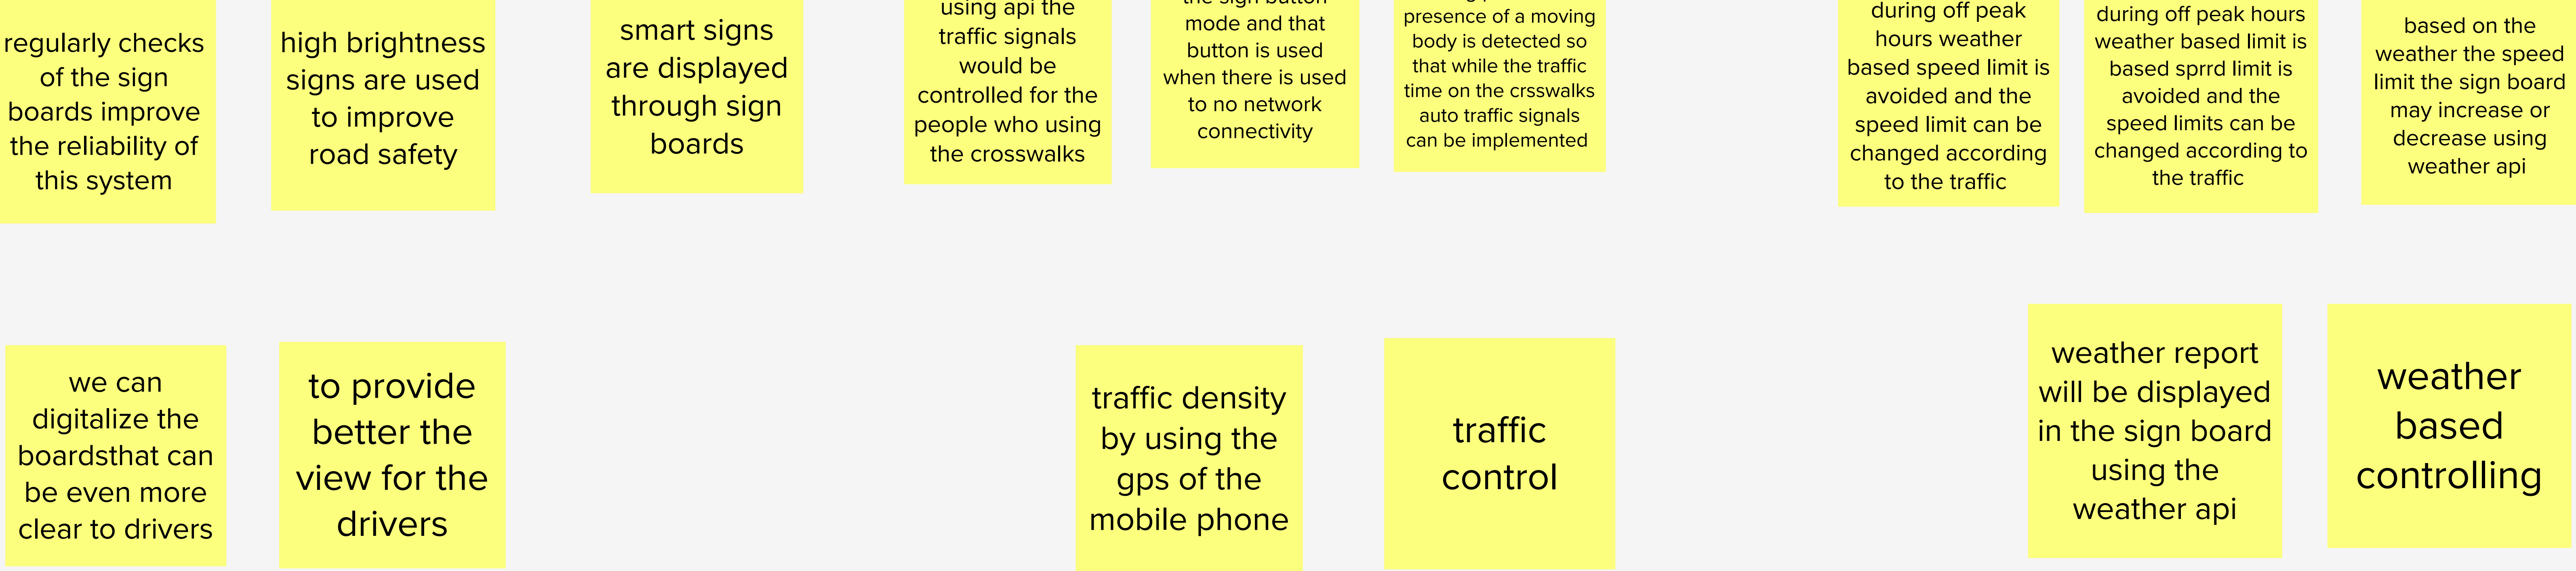 regularly checks
of the sign
boards improve
the reliability of
this system
high brightness
signs are used
to improve
road safety
smart signs
are displayed
through sign
boards
using api the
traffic signals
would be
controlled for the
people who using
the crosswalks
the sign button
mode and that
button is used
when there is used
to no network
connectivity
presence of a moving
body is detected so
that while the traffic
time on the crsswalks
auto traffic signals
can be implemented
during off peak
hours weather
based speed limit is
avoided and the
speed limit can be
changed according
to the traffic
during off peak hours
weather based limit is
based sprrd limit is
avoided and the
speed limits can be
changed according to
the traffic
based on the
weather the speed
limit the sign board
may increase or
decrease using
weather api
we can
digitalize the
boardsthat can
be even more
clear to drivers
to provide
better the
view for the
drivers
traffic density
by using the
gps of the
mobile phone
traffic
control
weather report
will be displayed
in the sign board
using the
weather api
weather
based
controlling